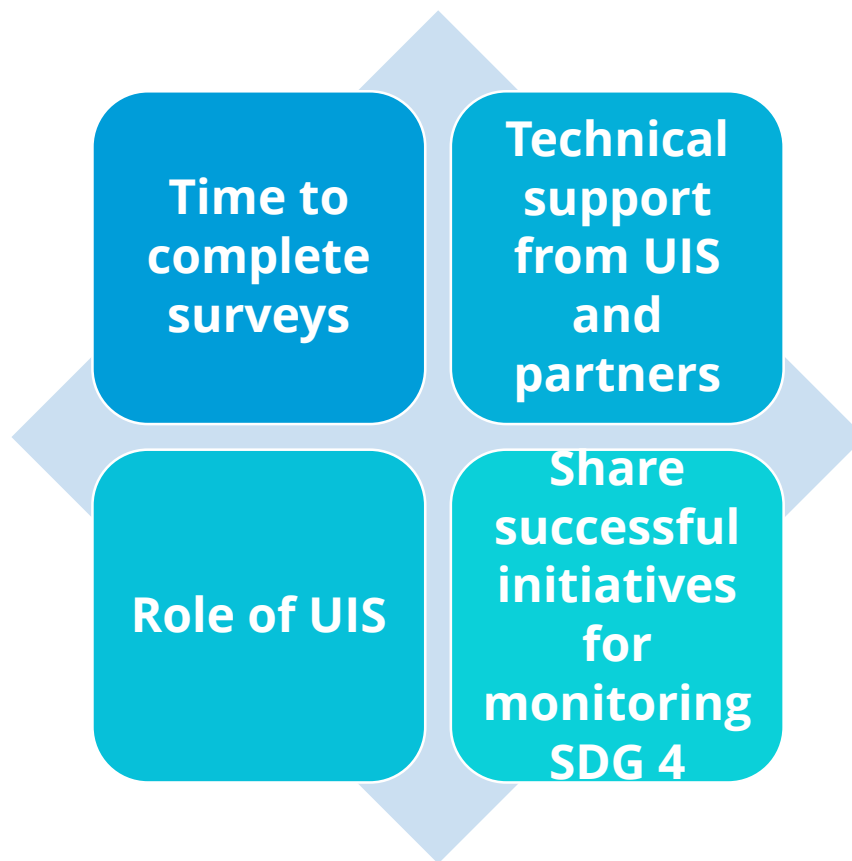 Time to
complete
surveys
Technical
support
from UIS
and
partners
Role of UIS
Share
successful
initiatives
for
monitoring
SDG 4